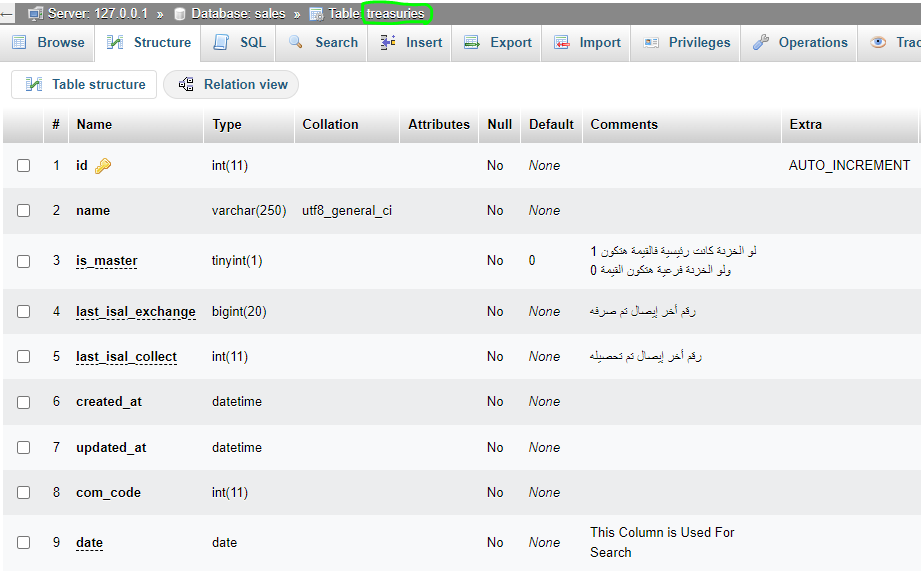 Server: 127.0.0.1 » Database: sales » Table: treasuries
Browse Structure SQL Search Insert Export Import Privileges Operations
Table structure Relation view
# Name Type Collation Attributes Null Default Comments Extra
1 id int(11) No None AUTO_INCREMENT
2 name varchar(250) utf8_general_ci No None
3 is_master tinyint(1) No 0 لو الخزنة كانت رئيسية فالقيمة هتكون 1
ولو الخزنة فرعية هتكون القيمة 0
4 last_isal_exchange bigint(20) No None رقم أخر إيصال تم صرفه
5 last_isal_collect int(11) No None رقم أخر إيصال تم تحصيله
6 created_at datetime No None
7 updated_at datetime No None
8 com_code int(11) No None
9 date date No None This Column is Used For
Search